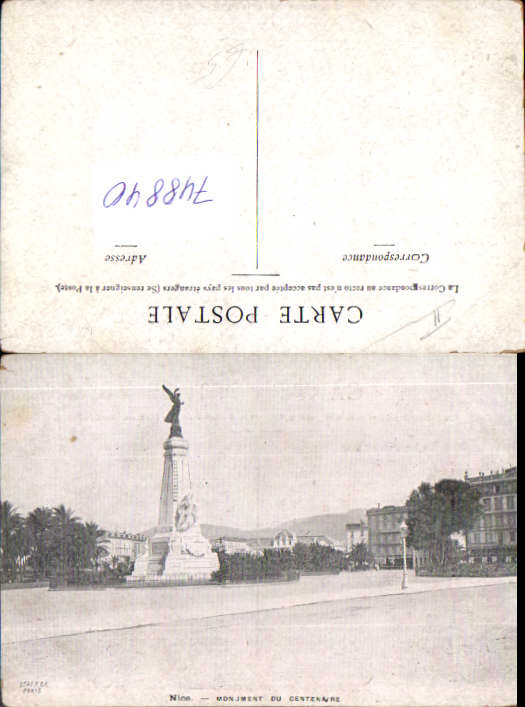 CARTE POSTALE
La Correspondance au recto n'est pas acceptée par tous les pays étrangers (Se renseigner à la Poste).
Correspondance
Adresse
748840
Nice. — MONUMENT DU CENTENAIRE
PARIS